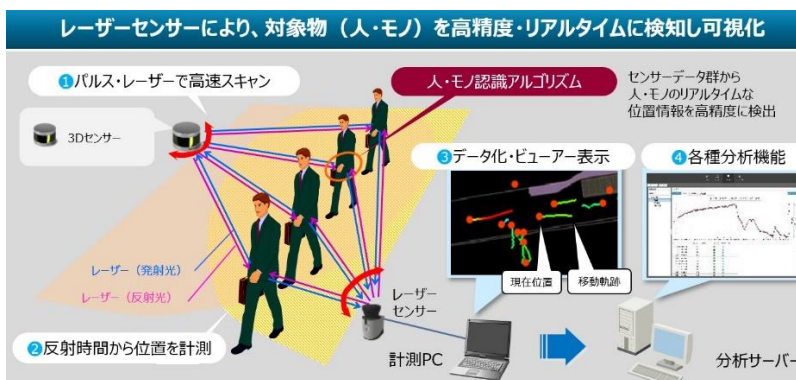 レーザーセンサーにより、対象物（人・モノ）を高精度・リアルタイムに検知し可視化
❶パルス・レーザーで高速スキャン
人・モノ認識アルゴリズム
センサーデータ群から
人・モノのリアルタイムな
位置情報を高精度に検出
3Dセンサー
❸データ化・ビューアー表示
❹各種分析機能
レーザー（発射光）
レーザー（反射光）
現在位置
移動軌跡
レーザー
センサー
❷反射時間から位置を計測
計測PC
分析サーバー